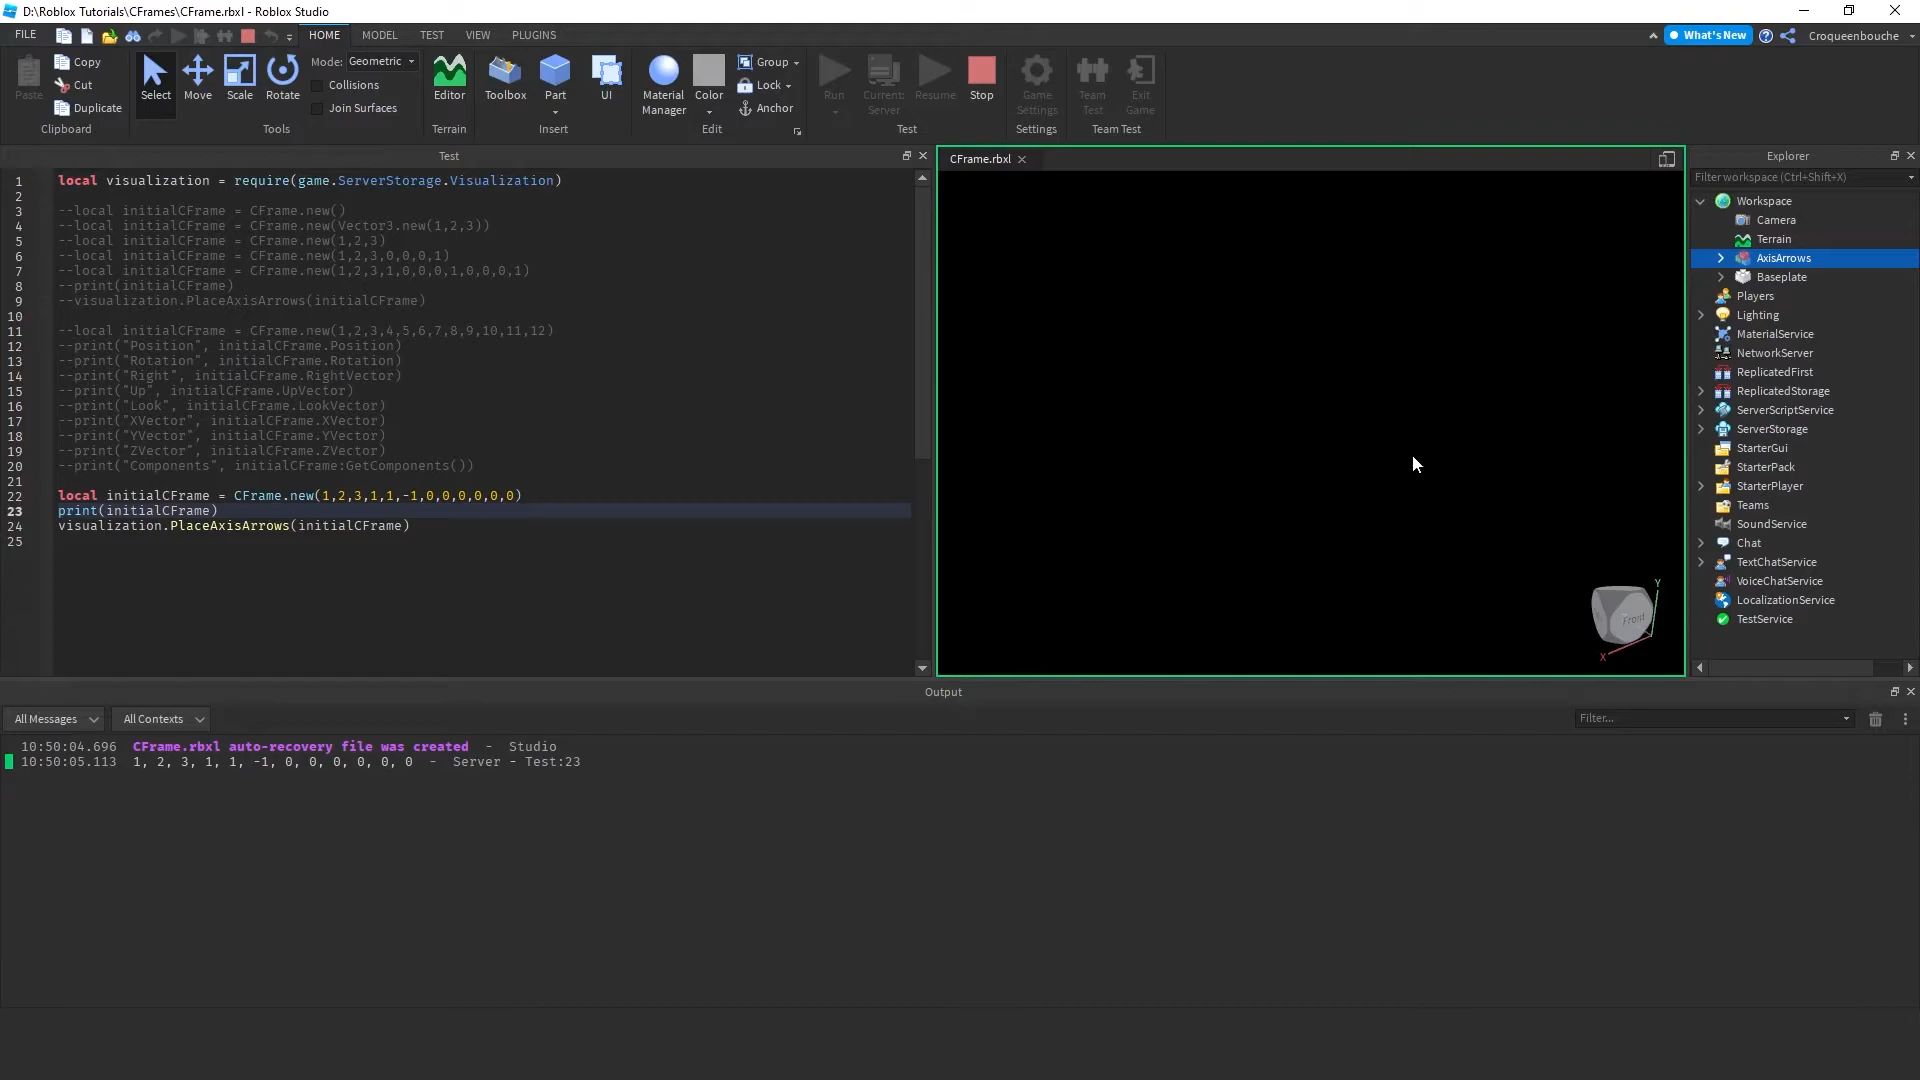 D:\Roblox Tutorials\CFrames\CFrame.rbxl - Roblox Studio
FILE HOME MODEL TEST VIEW PLUGINS What's New Croqueenbouche
Paste Copy Cut Duplicate Clipboard
Select Move Scale Rotate Mode: Geometric Collisions Join Surfaces Tools
Editor Terrain
Toolbox Part UI Insert
Material Manager Color Group Lock Anchor Edit
Run Current: Server Resume Stop Test
Game Settings Settings
Team Test Exit Game Team Test
Test
1 local visualization = require(game.ServerStorage.Visualization)
2
3 --local initialCFrame = CFrame.new()
4 --local initialCFrame = CFrame.new(Vector3.new(1,2,3))
5 --local initialCFrame = CFrame.new(1,2,3)
6 --local initialCFrame = CFrame.new(1,2,3,0,0,0,1)
7 --local initialCFrame = CFrame.new(1,2,3,1,0,0,0,1,0,0,0,1)
8 --print(initialCFrame)
9 --visualization.PlaceAxisArrows(initialCFrame)
10
11 --local initialCFrame = CFrame.new(1,2,3,4,5,6,7,8,9,10,11,12)
12 --print("Position", initialCFrame.Position)
13 --print("Rotation", initialCFrame.Rotation)
14 --print("Right", initialCFrame.RightVector)
15 --print("Up", initialCFrame.UpVector)
16 --print("Look", initialCFrame.LookVector)
17 --print("XVector", initialCFrame.XVector)
18 --print("YVector", initialCFrame.YVector)
19 --print("ZVector", initialCFrame.ZVector)
20 --print("Components", initialCFrame:GetComponents())
21
22 local initialCFrame = CFrame.new(1,2,3,1,1,-1,0,0,0,0,0,0)
23 print(initialCFrame)
24 visualization.PlaceAxisArrows(initialCFrame)
25
CFrame.rbxl
Y
Front
X
Explorer
Filter workspace (Ctrl+Shift+X)
Workspace
Camera
Terrain
AxisArrows
Baseplate
Players
Lighting
MaterialService
NetworkServer
ReplicatedFirst
ReplicatedStorage
ServerScriptService
ServerStorage
StarterGui
StarterPack
StarterPlayer
Teams
SoundService
Chat
TextChatService
VoiceChatService
LocalizationService
TestService
Output
All Messages All Contexts Filter...
10:50:04.696 CFrame.rbxl auto-recovery file was created - Studio
10:50:05.113 1, 2, 3, 1, 1, -1, 0, 0, 0, 0, 0, 0 - Server - Test:23